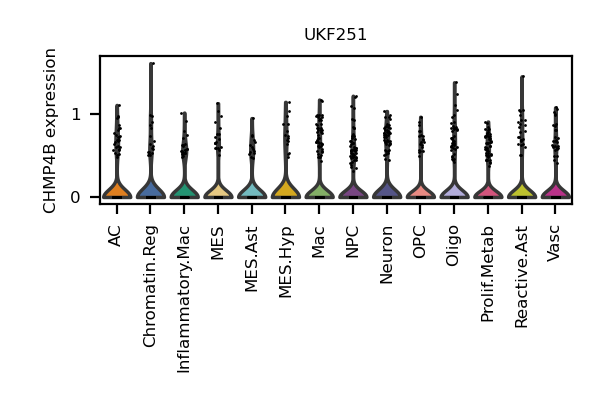 UKF251
CHMP4B expression
1
0
AC
Chromatin.Reg
Inflammatory.Mac
MES
MES.Ast
MES.Hyp
Mac
NPC
Neuron
OPC
Oligo
Prolif.Metab
Reactive.Ast
Vasc